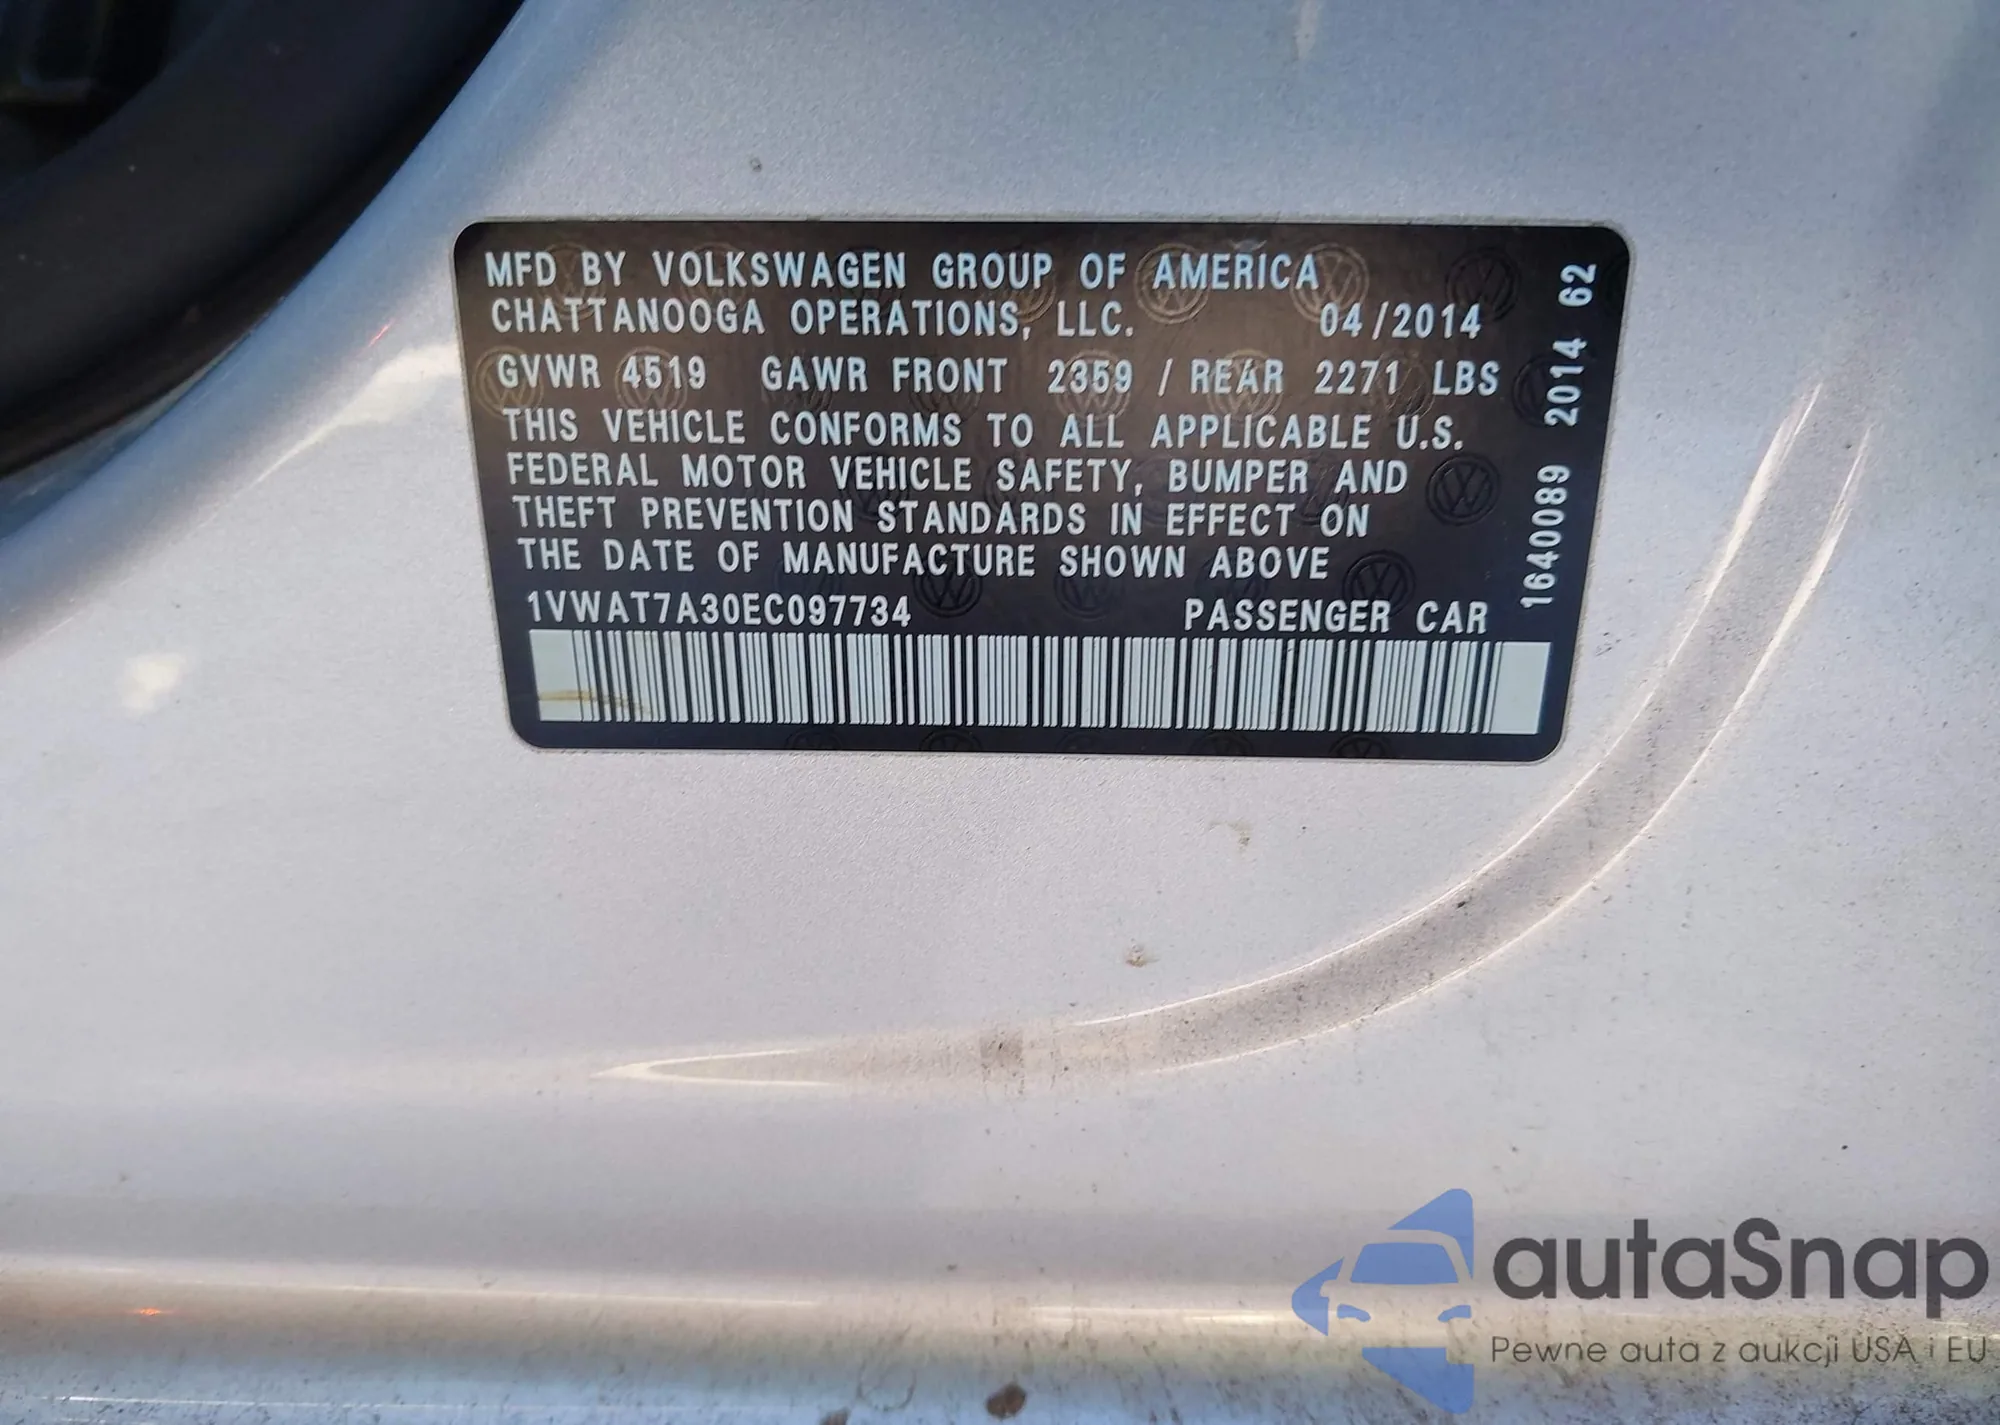 MFD BY VOLKSWAGEN GROUP OF AMERICA
CHATTANOOGA OPERATIONS, LLC. 04/2014
GVWR 4519 GAWR FRONT 2359 / REAR 2271 LBS
THIS VEHICLE CONFORMS TO ALL APPLICABLE U.S.
FEDERAL MOTOR VEHICLE SAFETY, BUMPER AND
THEFT PREVENTION STANDARDS IN EFFECT ON
THE DATE OF MANUFACTURE SHOWN ABOVE
1VWAT7A30EC097734 PASSENGER CAR
1640089 2014 62
autaSnap
Pewne auta z aukcji USA i EU